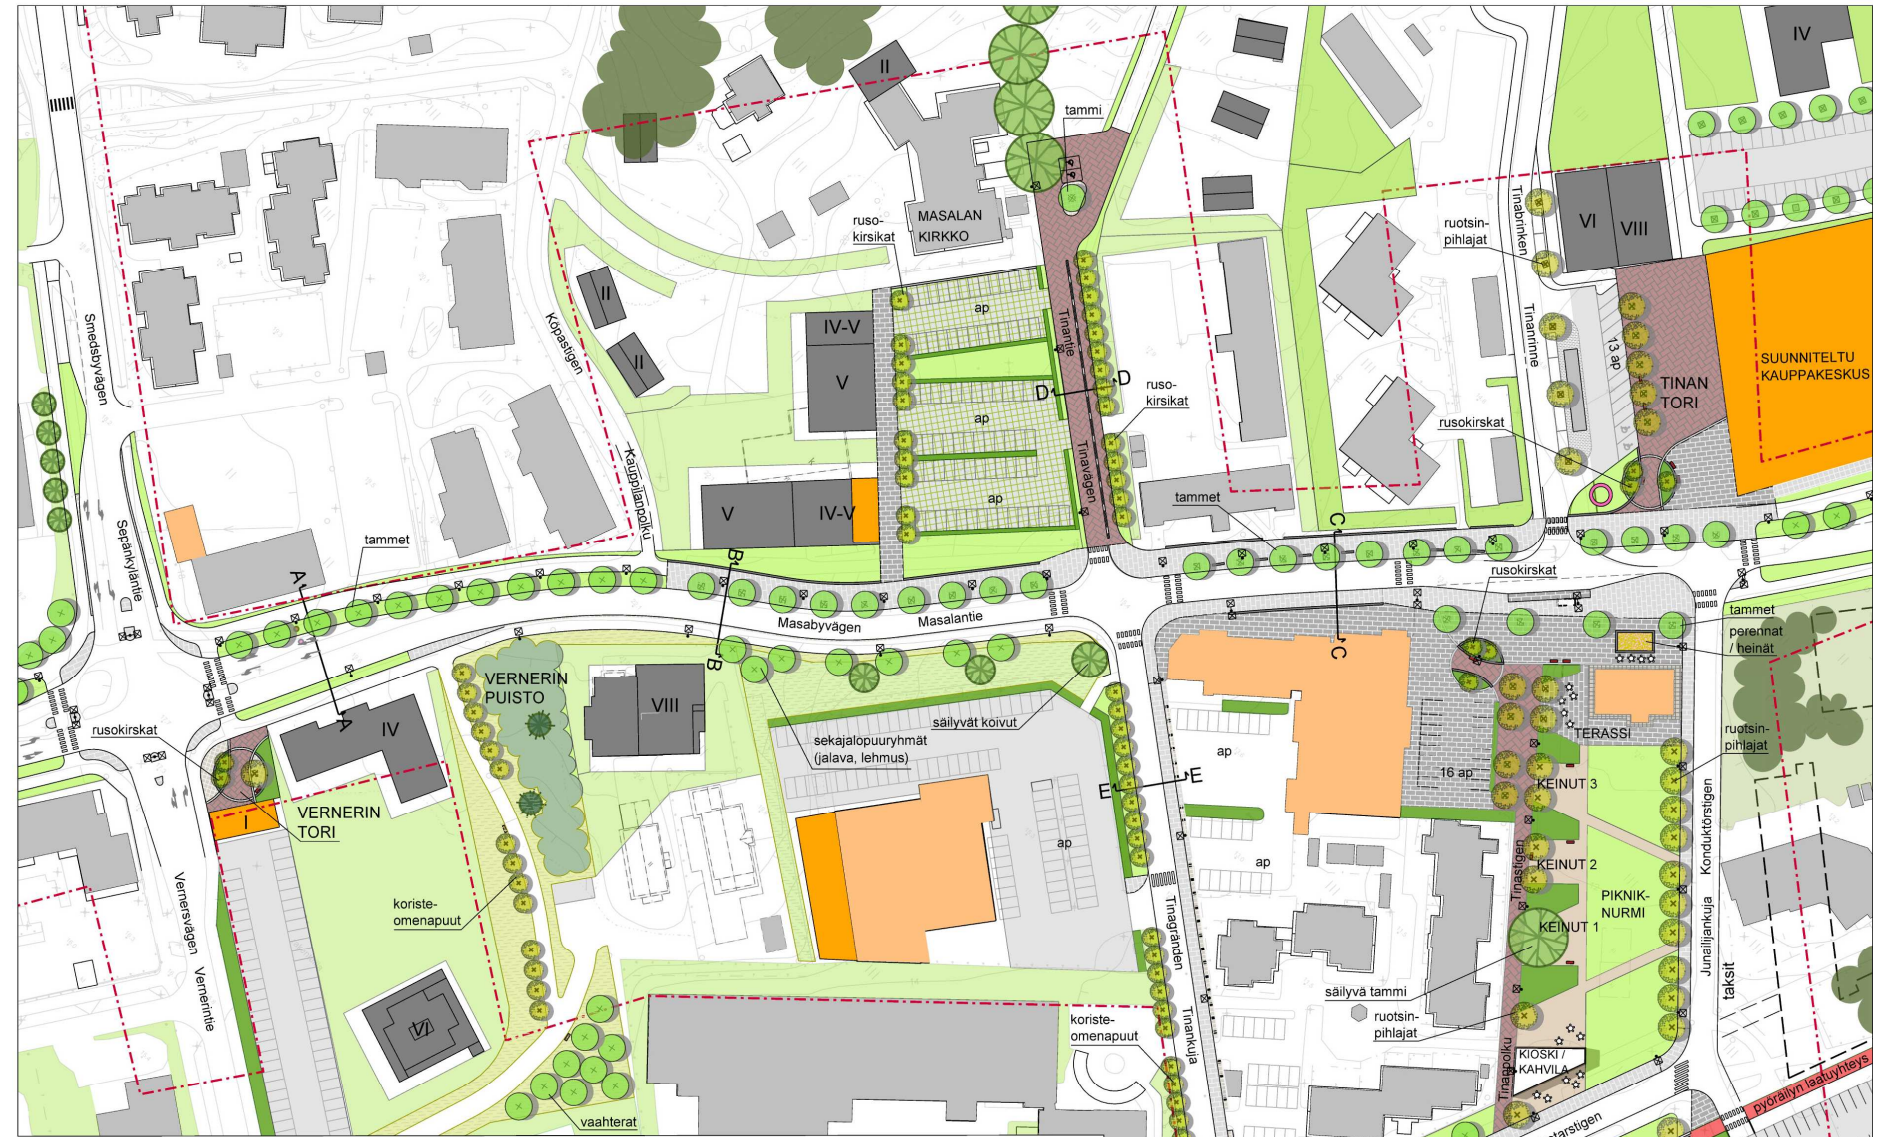 IV
II
tammi
ruso-
kirsikat
MASALAN
KIRKKO
Tinabrinken
ruotsin-
pihlajat
VI
VIII
ap
II
II
Smedsbyvägen
Köpastigen
IV-V
V
Tinantie
D
D
ruso-
kirsikat
Tinanrinne
13 ap
SUUNNITELTU
KAUPPAKESKUS
TINAN
TORI
rusokirskat
ap
Kauppilanpolku
V
IV-V
ap
Tinavägen
tammet
C
Sepänkyläntie
tammet
A
B
rusokirskat
Masabyvägen
Masalantie
tammet
perennat
/ heinät
C
B
VERNERIN
PUISTO
VIII
säilyvät koivut
sekajalopuuryhmät
(jalava, lehmus)
rusokirskat
A
IV
ap
TERASSI
ruotsin-
pihlajat
16 ap
KEINUT 3
E
E
I
VERNERIN
TORI
ap
ap
KEINUT 2
Tinastigen
PIKNIK-
NURMI
Konduktörstigen
Junailijankuja
taksit
Vernersvägen
Vernerintie
koriste-
omenapuut
KEINUT 1
Tinagränden
Tinankuja
säilyvä tammi
ruotsin-
pihlajat
koriste-
omenapuut
KIOSKI /
KAHVILA
Tinanpolku
vaahterat
tarstigen
pyöräilyn laatuyhteys